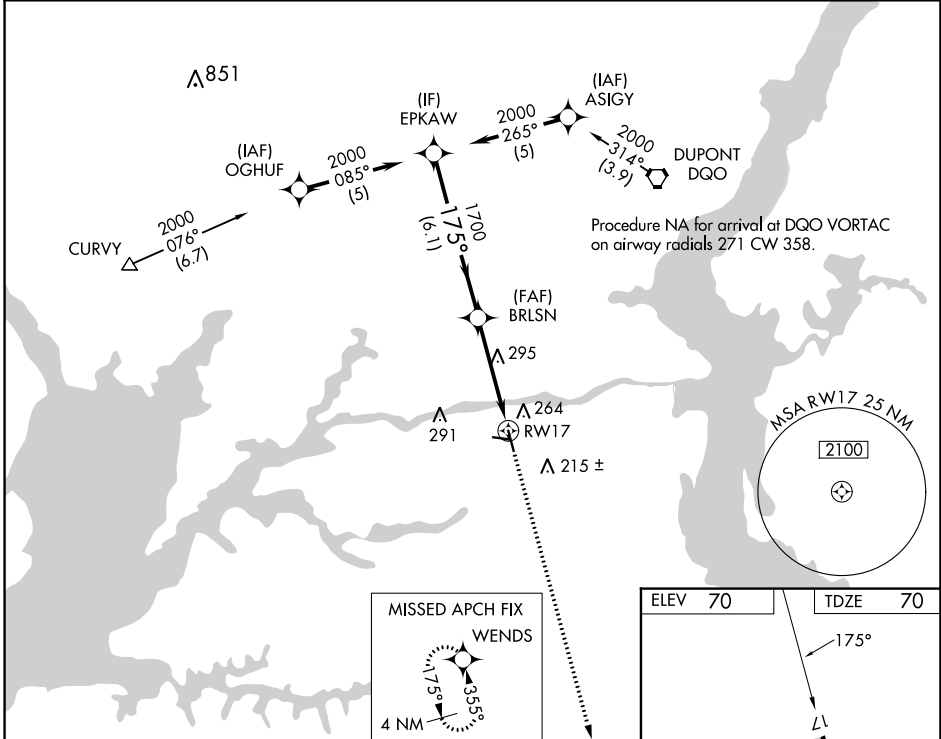 851
(IAF)
ASIGY
(IF)
EPKAW
2000
265°
(5)
2000
314°
(3.9)
DUPONT
DQO
(IAF)
OGHUF
2000
085°
(5)
Procedure NA for arrival at DQO VORTAC
on airway radials 271 CW 358.
CURVY
2000
076°
(6.7)
1700
175°
(6.1)
(FAF)
BRLSN
295
264
291
RW17
215 ±
MSA RW17 25 NM
2100
MISSED APCH FIX
WENDS
175°
355°
4 NM
ELEV 70
TDZE 70
175°
17